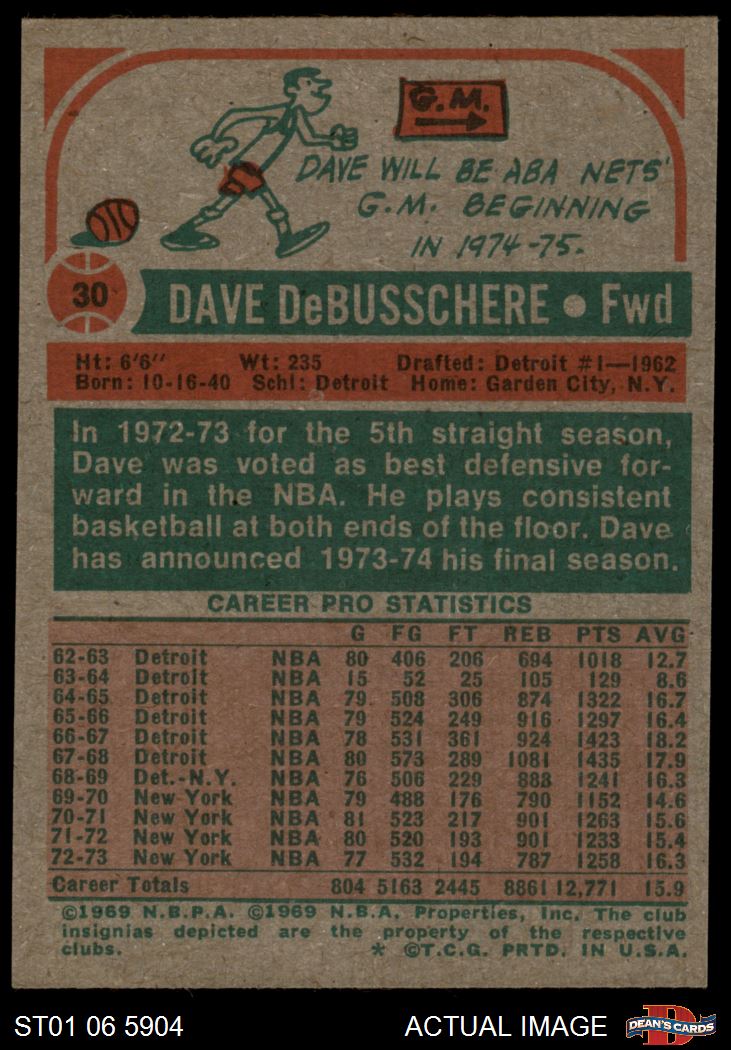 G.M.
DAVE WILL BE ABA NETS'
G.M. BEGINNING
IN 1974-75.
30 DAVE DeBUSSCHERE • Fwd
Ht: 6'6" Wt: 235 Drafted: Detroit #1—1962
Born: 10-16-40 Schl: Detroit Home: Garden City, N.Y.
In 1972-73 for the 5th straight season,
Dave was voted as best defensive for-
ward in the NBA. He plays consistent
basketball at both ends of the floor. Dave
has announced 1973-74 his final season.
CAREER PRO STATISTICS
G FG FT REB PTS AVG
62-63 Detroit NBA 80 406 206 694 1018 12.7
63-64 Detroit NBA 15 52 25 105 129 8.6
64-65 Detroit NBA 79 508 306 874 1322 16.7
65-66 Detroit NBA 79 524 249 916 1297 16.4
66-67 Detroit NBA 78 531 361 924 1423 18.2
67-68 Detroit NBA 80 573 289 1081 1435 17.9
68-69 Det.-N.Y. NBA 76 506 229 888 1241 16.3
69-70 New York NBA 79 488 176 790 1152 14.6
70-71 New York NBA 81 523 217 901 1263 15.6
71-72 New York NBA 80 520 193 901 1233 15.4
72-73 New York NBA 77 532 194 787 1258 16.3
Career Totals 804 5163 2445 8861 12,771 15.9
©1969 N.B.P.A. ©1969 N.B.A. Properties, Inc. The club
insignias depicted are the property of the respective
clubs. * ©T.C.G. PRTD. IN U.S.A.
ST01 06 5904 ACTUAL IMAGE D DEAN'S CARDS